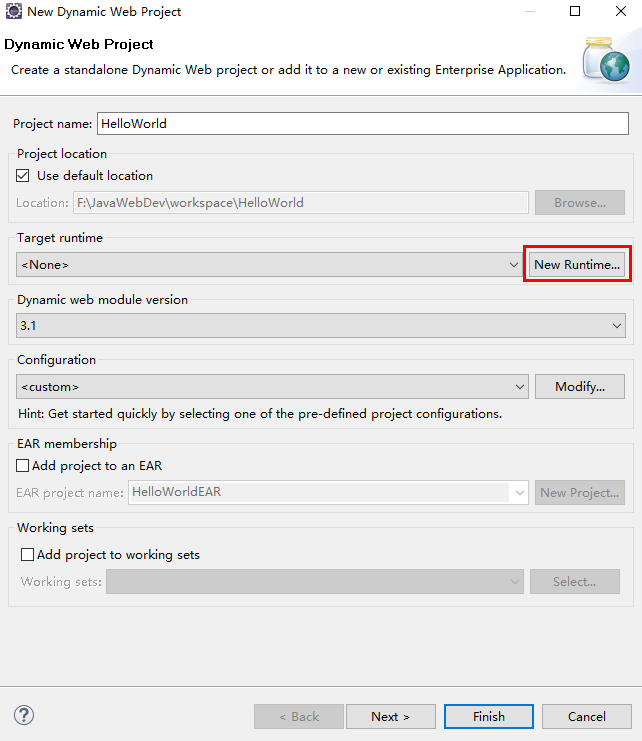 New Dynamic Web Project
Dynamic Web Project
Create a standalone Dynamic Web project or add it to a new or existing Enterprise Application.
Project name: HelloWorld
Project location
Use default location
Location: F:\JavaWebDev\workspace\HelloWorld Browse...
Target runtime
<None> New Runtime...
Dynamic web module version
3.1
Configuration
<custom> Modify...
Hint: Get started quickly by selecting one of the pre-defined project configurations.
EAR membership
Add project to an EAR
EAR project name: HelloWorldEAR New Project...
Working sets
Add project to working sets
Working sets: Select...
? < Back Next > Finish Cancel